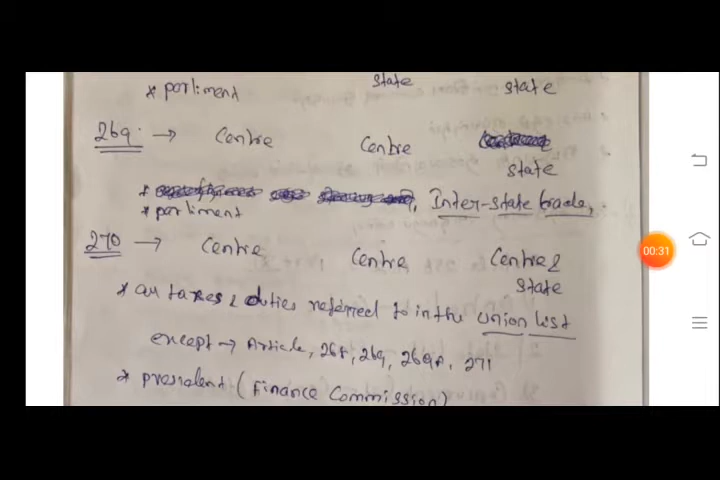 * parliment state state
269. → Centre Centre
state
* , Inter-state trade,
* parliment
270 → Centre Centre Centre &
state
* all taxes & duties referred to in the union list
except → Article, 268, 269, 269A, 271
* president (Finance Commission)
00:31